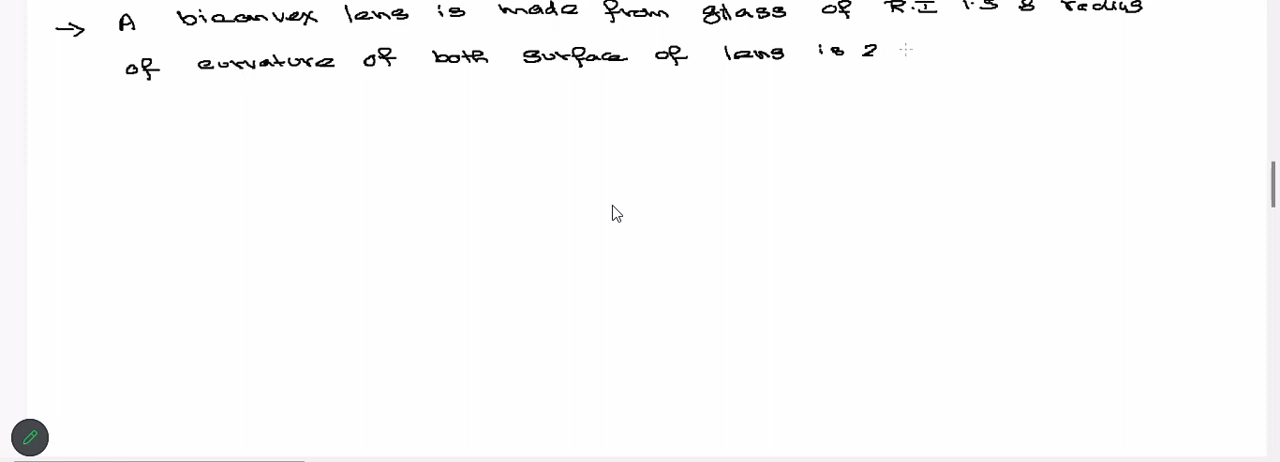 → A biconvex lens is made from glass of R.I 1.5 & radius
of curvature of both surface of lens is 2